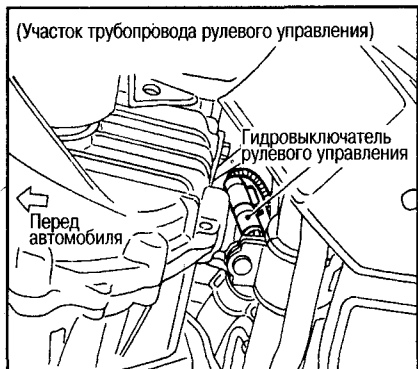 (Участок трубопровода рулевого управления)
Гидровыключатель
рулевого управления
Перед
автомобиля